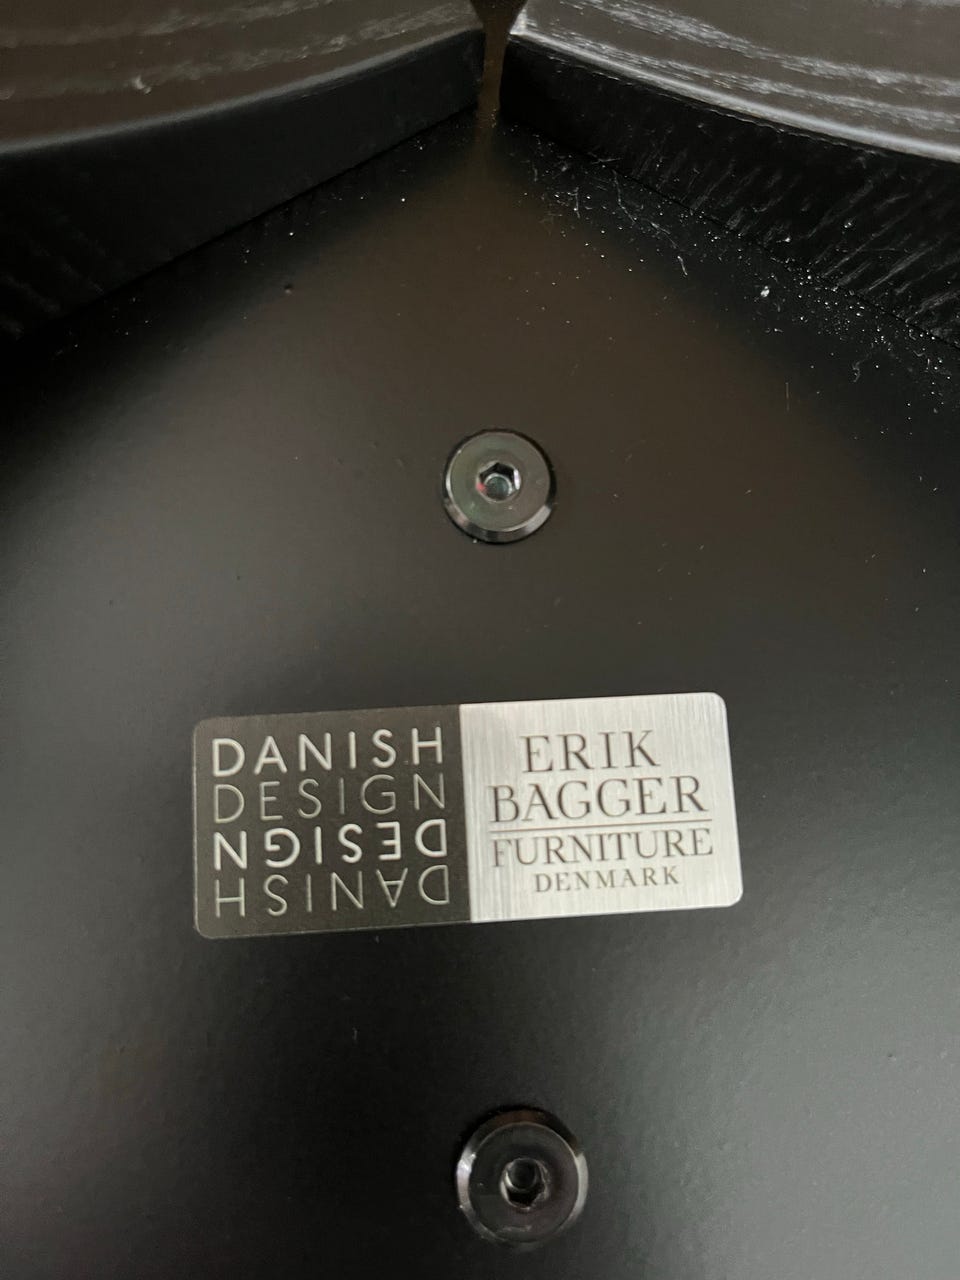 DANISH
DESIGN
DESIGN
DANISH
ERIK
BAGGER
FURNITURE
DENMARK